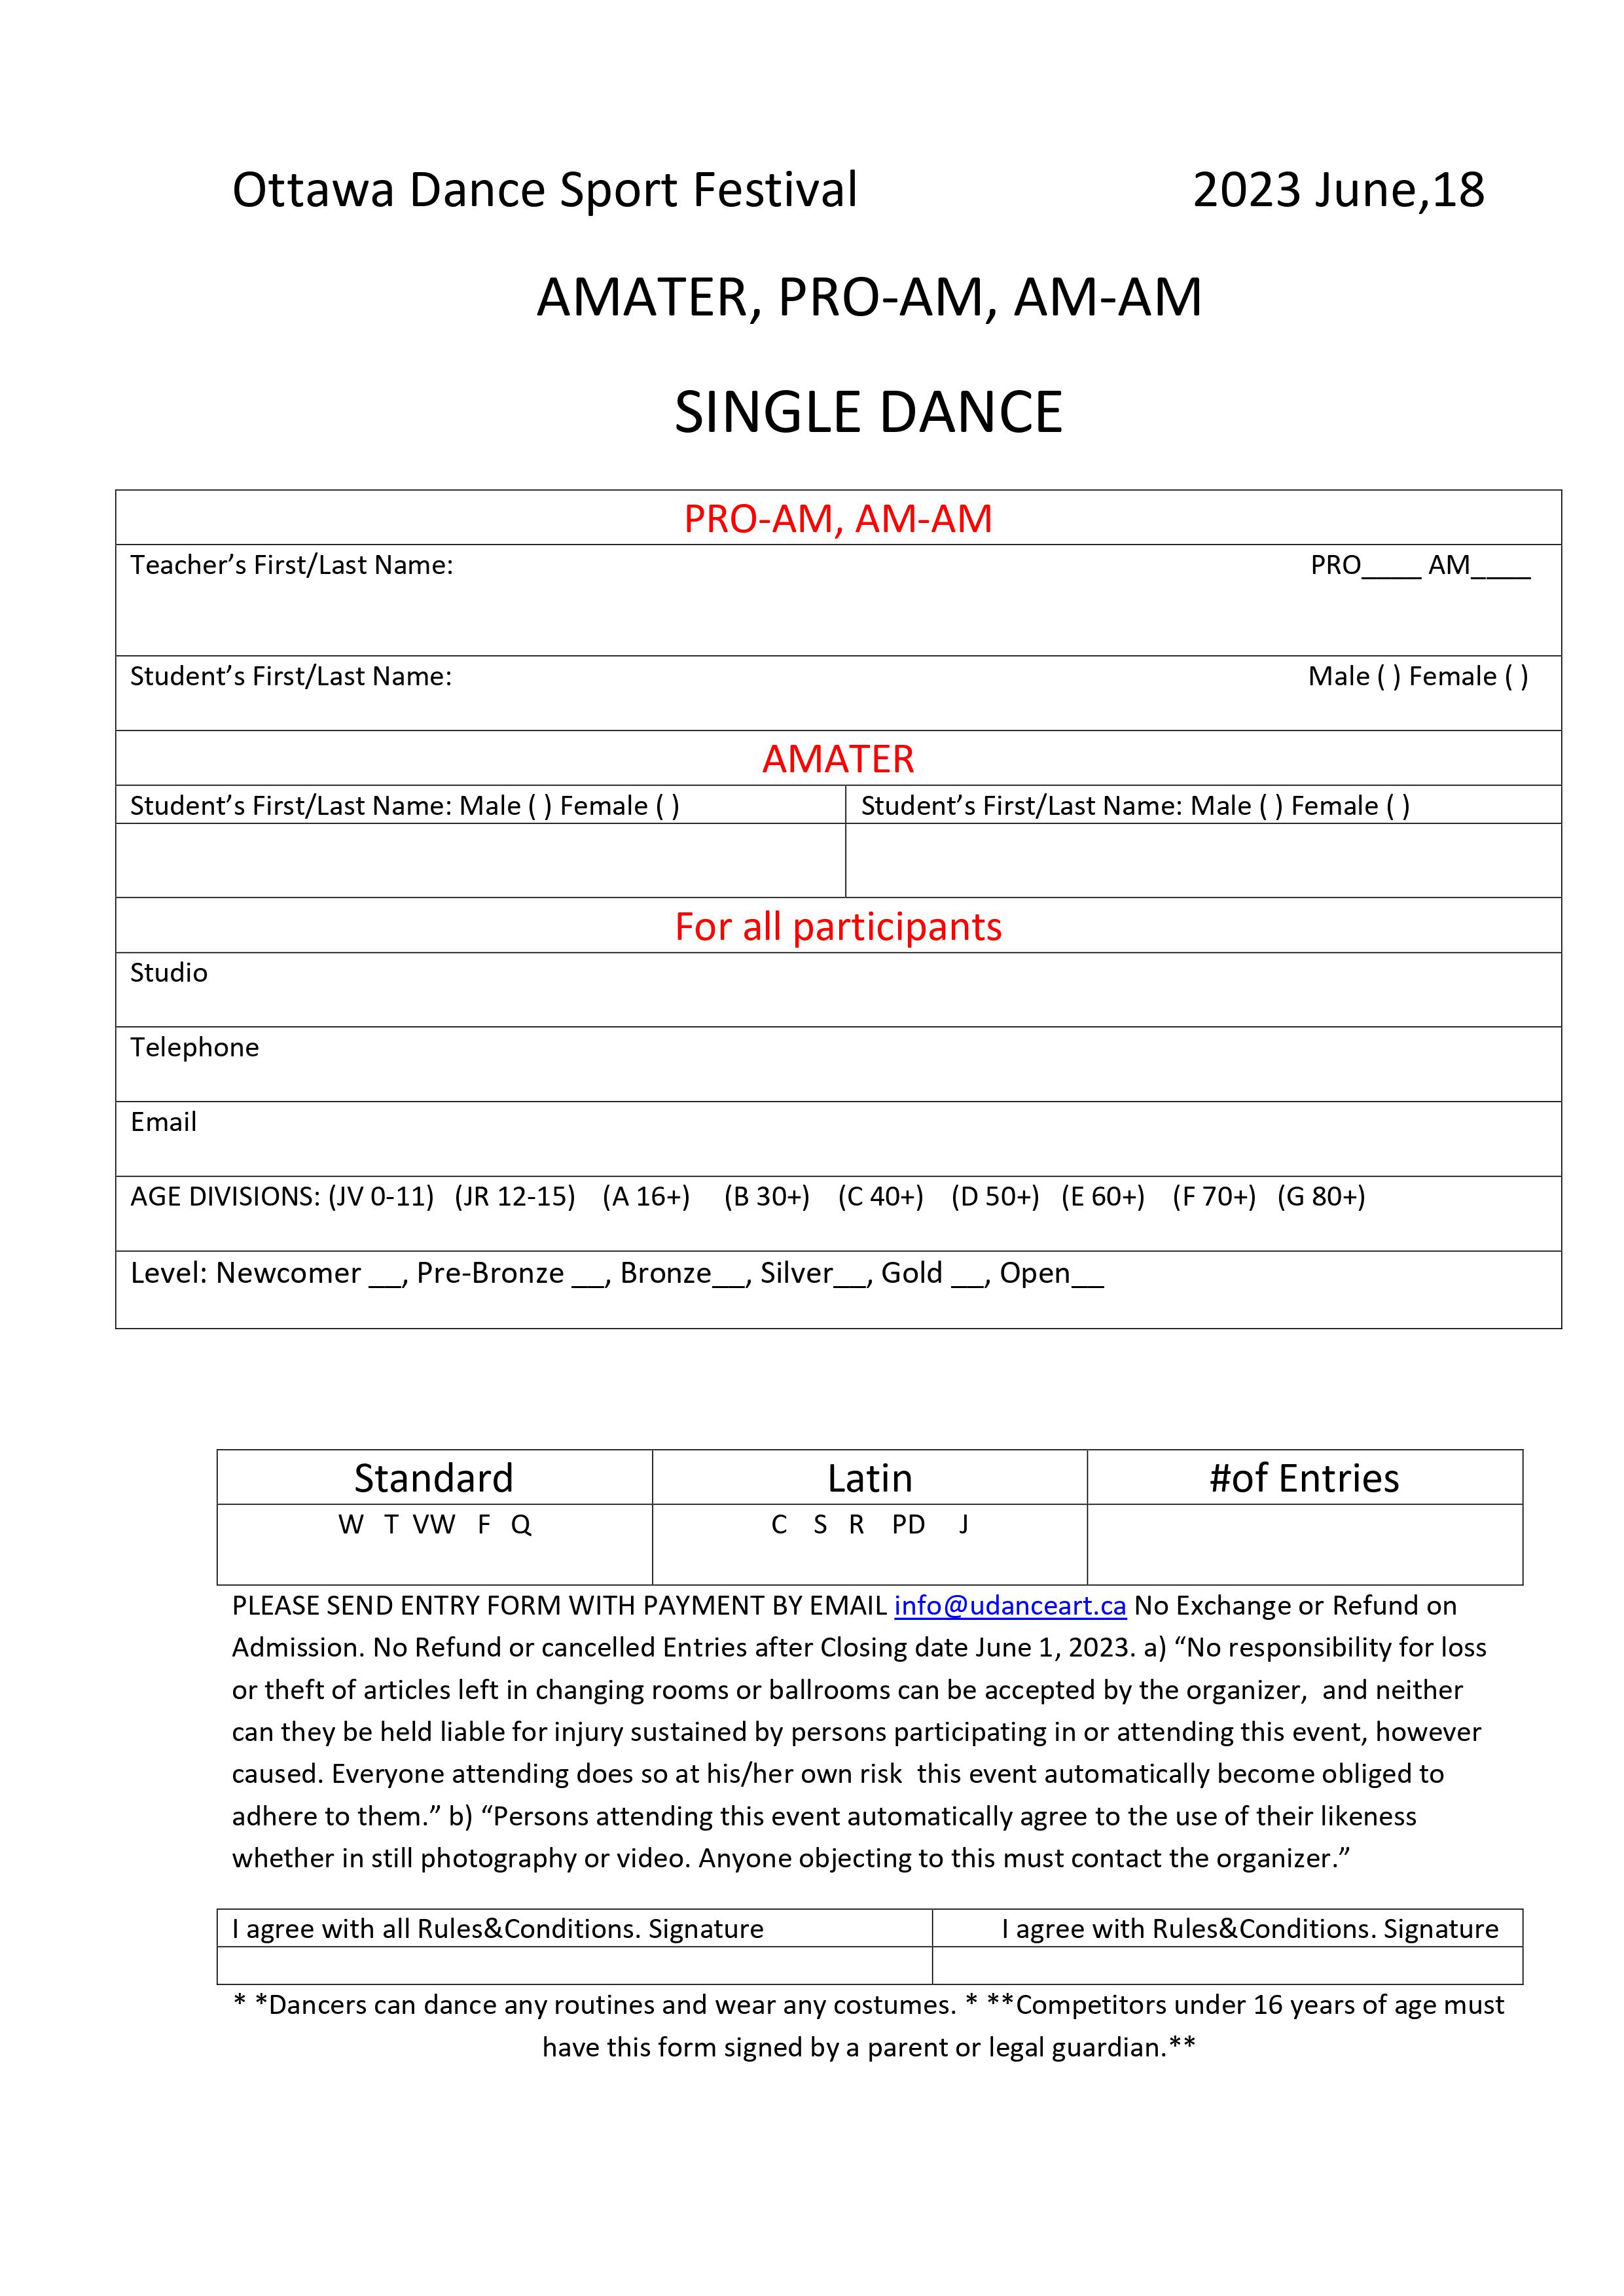 Ottawa Dance Sport Festival 2023 June,18
AMATER, PRO-AM, AM-AM
SINGLE DANCE
PRO-AM, AM-AM
Teacher’s First/Last Name: PRO____ AM____
Student’s First/Last Name: Male ( ) Female ( )
AMATER
Student’s First/Last Name: Male ( ) Female ( ) Student’s First/Last Name: Male ( ) Female ( )
For all participants
Studio
Telephone
Email
AGE DIVISIONS: (JV 0-11) (JR 12-15) (A 16+) (B 30+) (C 40+) (D 50+) (E 60+) (F 70+) (G 80+)
Level: Newcomer __, Pre-Bronze __, Bronze__, Silver__, Gold __, Open__
Standard Latin #of Entries
W T VW F Q C S R PD J
PLEASE SEND ENTRY FORM WITH PAYMENT BY EMAIL info@udanceart.ca No Exchange or Refund on
Admission. No Refund or cancelled Entries after Closing date June 1, 2023. a) “No responsibility for loss
or theft of articles left in changing rooms or ballrooms can be accepted by the organizer, and neither
can they be held liable for injury sustained by persons participating in or attending this event, however
caused. Everyone attending does so at his/her own risk this event automatically become obliged to
adhere to them.” b) “Persons attending this event automatically agree to the use of their likeness
whether in still photography or video. Anyone objecting to this must contact the organizer.”
I agree with all Rules&Conditions. Signature I agree with Rules&Conditions. Signature
* *Dancers can dance any routines and wear any costumes. * **Competitors under 16 years of age must
have this form signed by a parent or legal guardian.**